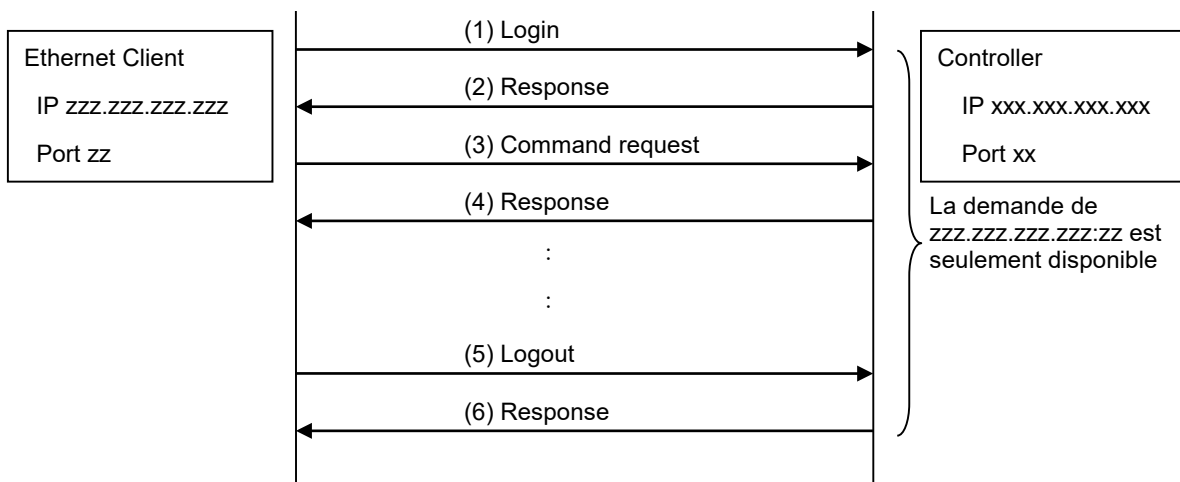 Ethernet Client
IP zzz.zzz.zzz.zzz
Port zz
(1) Login
(2) Response
(3) Command request
(4) Response
:
:
(5) Logout
(6) Response
Controller
IP xxx.xxx.xxx.xxx
Port xx
La demande de
zzz.zzz.zzz.zzz:zz est
seulement disponible